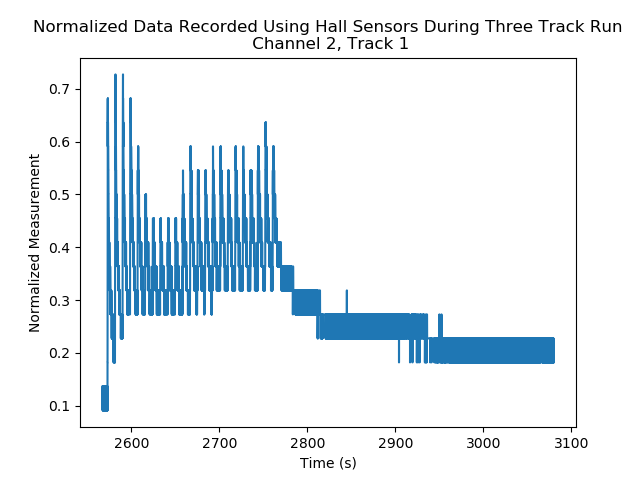 Normalized Data Recorded Using Hall Sensors During Three Track Run
Channel 2, Track 1
0.7
0.6
0.5
0.4
0.3
0.2
0.1
Normalized Measurement
2600 2700 2800 2900 3000 3100
Time (s)